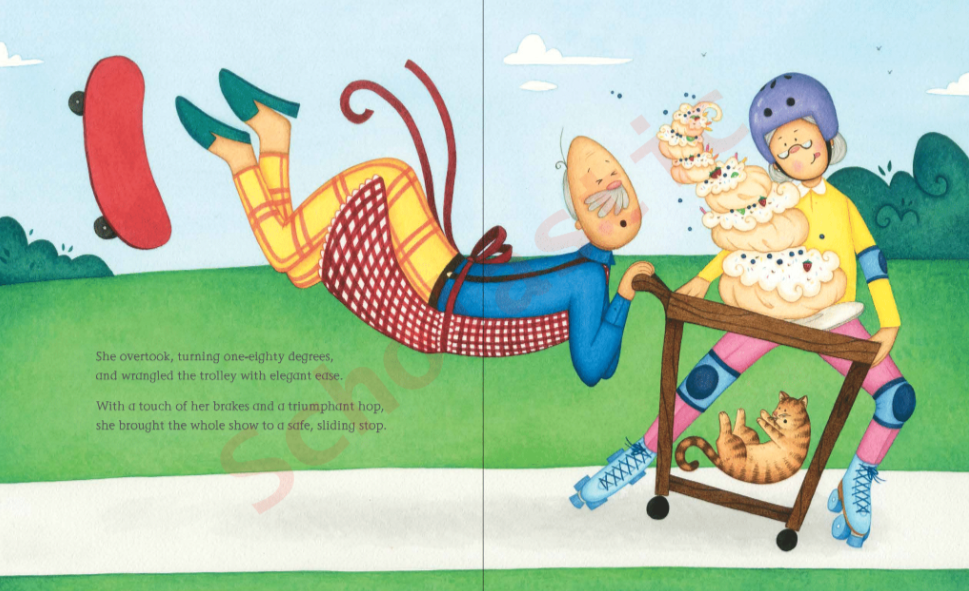 She overtook, turning one-eighty degrees,
and wrangled the trolley with elegant ease.
With a touch of her brakes and a triumphant hop,
she brought the whole show to a safe, sliding stop.
Scholastic